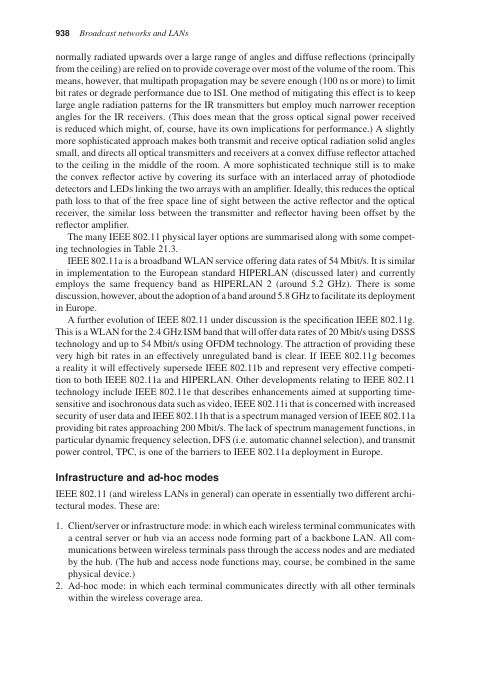 938 Broadcast networks and LANs
normally radiated upwards over a large range of angles and diffuse reflections (principally
from the ceiling) are relied on to provide coverage over most of the volume of the room. This
means, however, that multipath propagation may be severe enough (100 ns or more) to limit
bit rates or degrade performance due to ISI. One method of mitigating this effect is to keep
large angle radiation patterns for the IR transmitters but employ much narrower reception
angles for the IR receivers. (This does mean that the gross optical signal power received
is reduced which might, of, course, have its own implications for performance.) A slightly
more sophisticated approach makes both transmit and receive optical radiation solid angles
small, and directs all optical transmitters and receivers at a convex diffuse reflector attached
to the ceiling in the middle of the room. A more sophisticated technique still is to make
the convex reflector active by covering its surface with an interlaced array of photodiode
detectors and LEDs linking the two arrays with an amplifier. Ideally, this reduces the optical
path loss to that of the free space line of sight between the active reflector and the optical
receiver, the similar loss between the transmitter and reflector having been offset by the
reflector amplifier.
The many IEEE 802.11 physical layer options are summarised along with some compet-
ing technologies in Table 21.3.
IEEE 802.11a is a broadband WLAN service offering data rates of 54 Mbit/s. It is similar
in implementation to the European standard HIPERLAN (discussed later) and currently
employs the same frequency band as HIPERLAN 2 (around 5.2 GHz). There is some
discussion, however, about the adoption of a band around 5.8 GHz to facilitate its deployment
in Europe.
A further evolution of IEEE 802.11 under discussion is the specification IEEE 802.11g.
This is a WLAN for the 2.4 GHz ISM band that will offer data rates of 20 Mbit/s using DSSS
technology and up to 54 Mbit/s using OFDM technology. The attraction of providing these
very high bit rates in an effectively unregulated band is clear. If IEEE 802.11g becomes
a reality it will effectively supersede IEEE 802.11b and represent very effective competi-
tion to both IEEE 802.11a and HIPERLAN. Other developments relating to IEEE 802.11
technology include IEEE 802.11e that describes enhancements aimed at supporting time-
sensitive and isochronous data such as video, IEEE 802.11i that is concerned with increased
security of user data and IEEE 802.11h that is a spectrum managed version of IEEE 802.11a
providing bit rates approaching 200 Mbit/s. The lack of spectrum management functions, in
particular dynamic frequency selection, DFS (i.e. automatic channel selection), and transmit
power control, TPC, is one of the barriers to IEEE 802.11a deployment in Europe.
Infrastructure and ad-hoc modes
IEEE 802.11 (and wireless LANs in general) can operate in essentially two different archi-
tectural modes. These are:
1. Client/server or infrastructure mode: in which each wireless terminal communicates with
a central server or hub via an access node forming part of a backbone LAN. All com-
munications between wireless terminals pass through the access nodes and are mediated
by the hub. (The hub and access node functions may, course, be combined in the same
physical device.)
2. Ad-hoc mode: in which each terminal communicates directly with all other terminals
within the wireless coverage area.